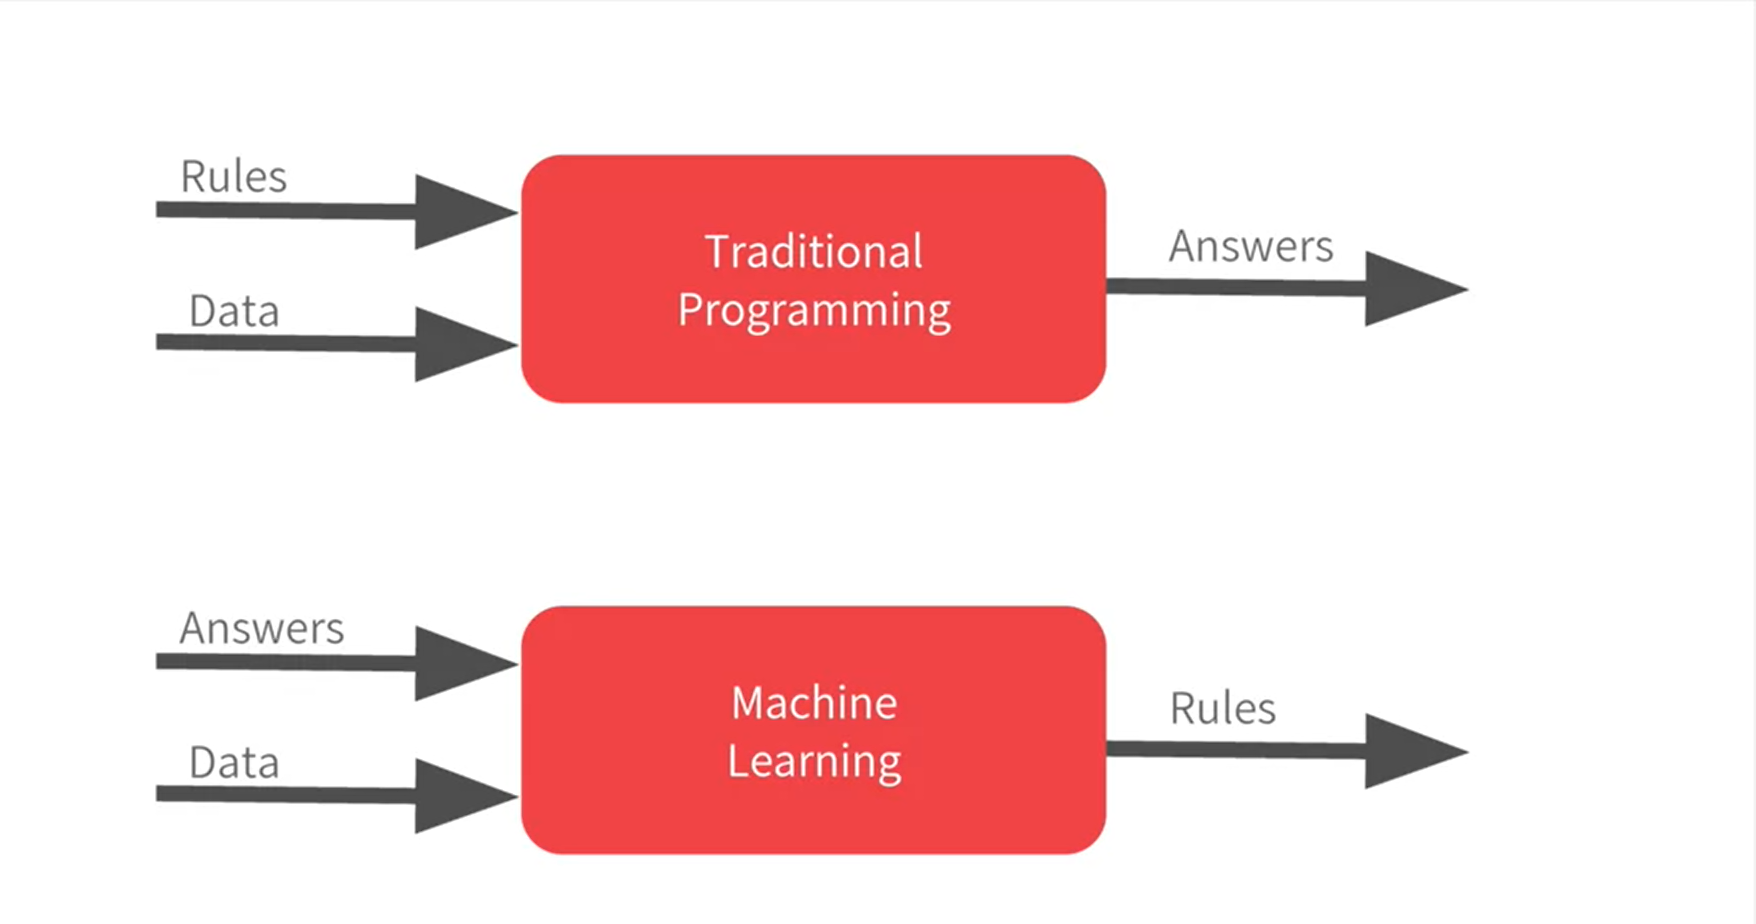 Rules
Data
Traditional
Programming
Answers
Answers
Data
Machine
Learning
Rules